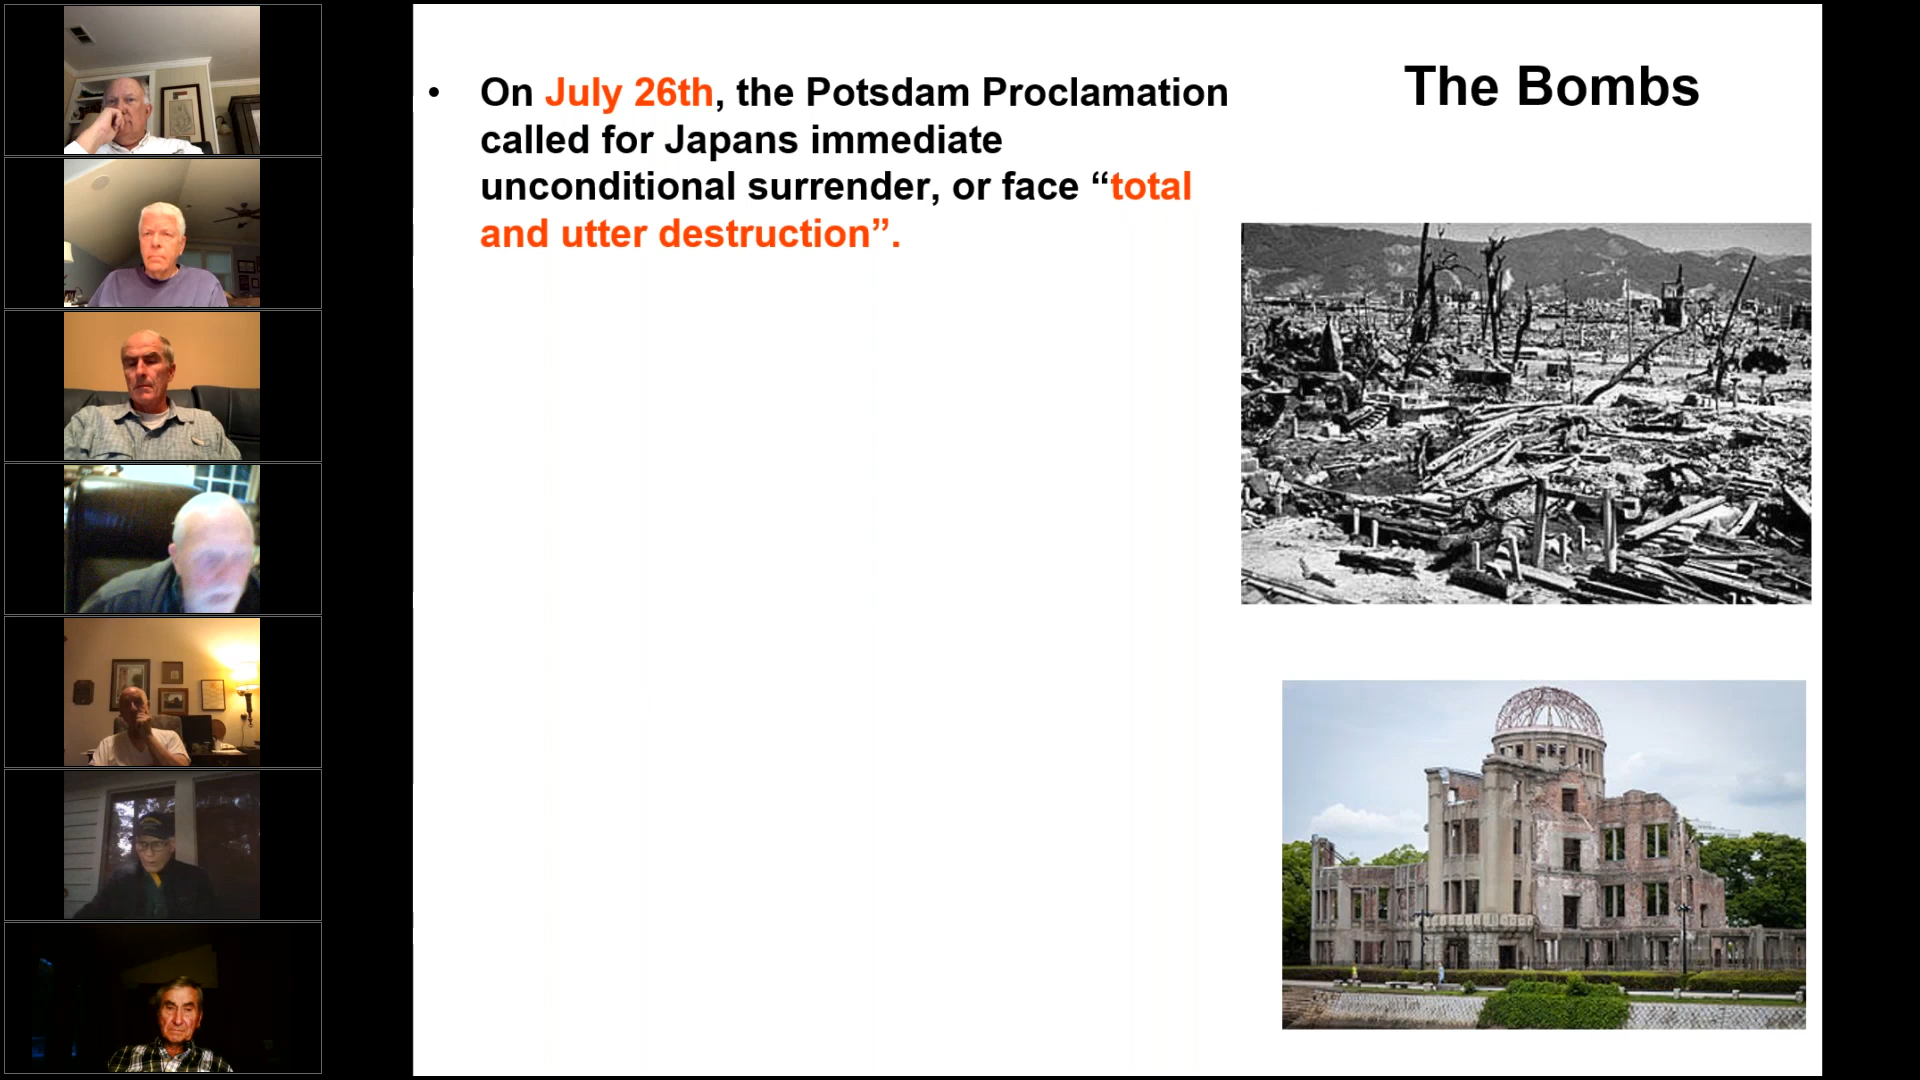 The Bombs
• On July 26th, the Potsdam Proclamation
called for Japans immediate
unconditional surrender, or face “total
and utter destruction”.